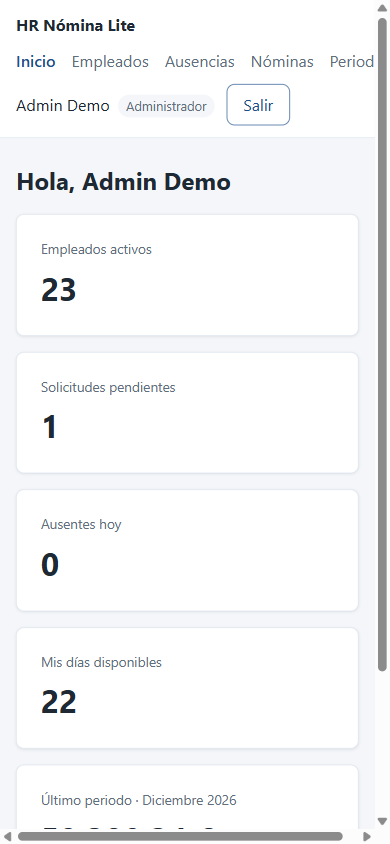 HR Nómina Lite
Inicio Empleados Ausencias Nóminas Period
Admin Demo Administrador Salir
Hola, Admin Demo
Empleados activos
23
Solicitudes pendientes
1
Ausentes hoy
0
Mis días disponibles
22
Último periodo · Diciembre 2026